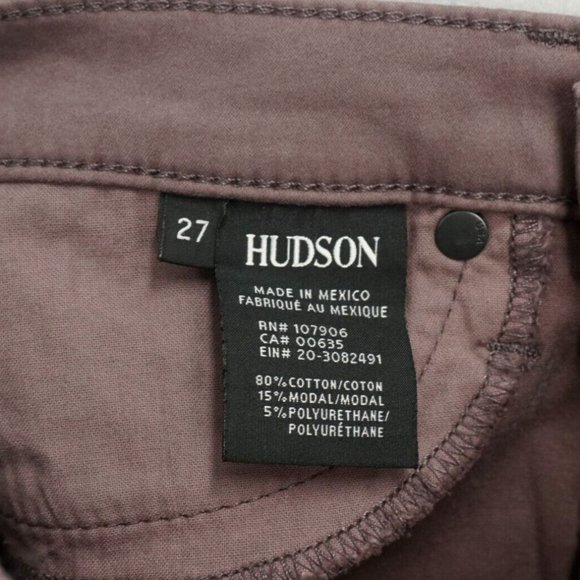 27
HUDSON
MADE IN MEXICO
FABRIQUÉ AU MEXIQUE
RN# 107906
CA# 00635
EIN# 20-3082491
80% COTTON/COTON
15% MODAL/MODAL
5% POLYURETHANE/
POLYURÉTHANE